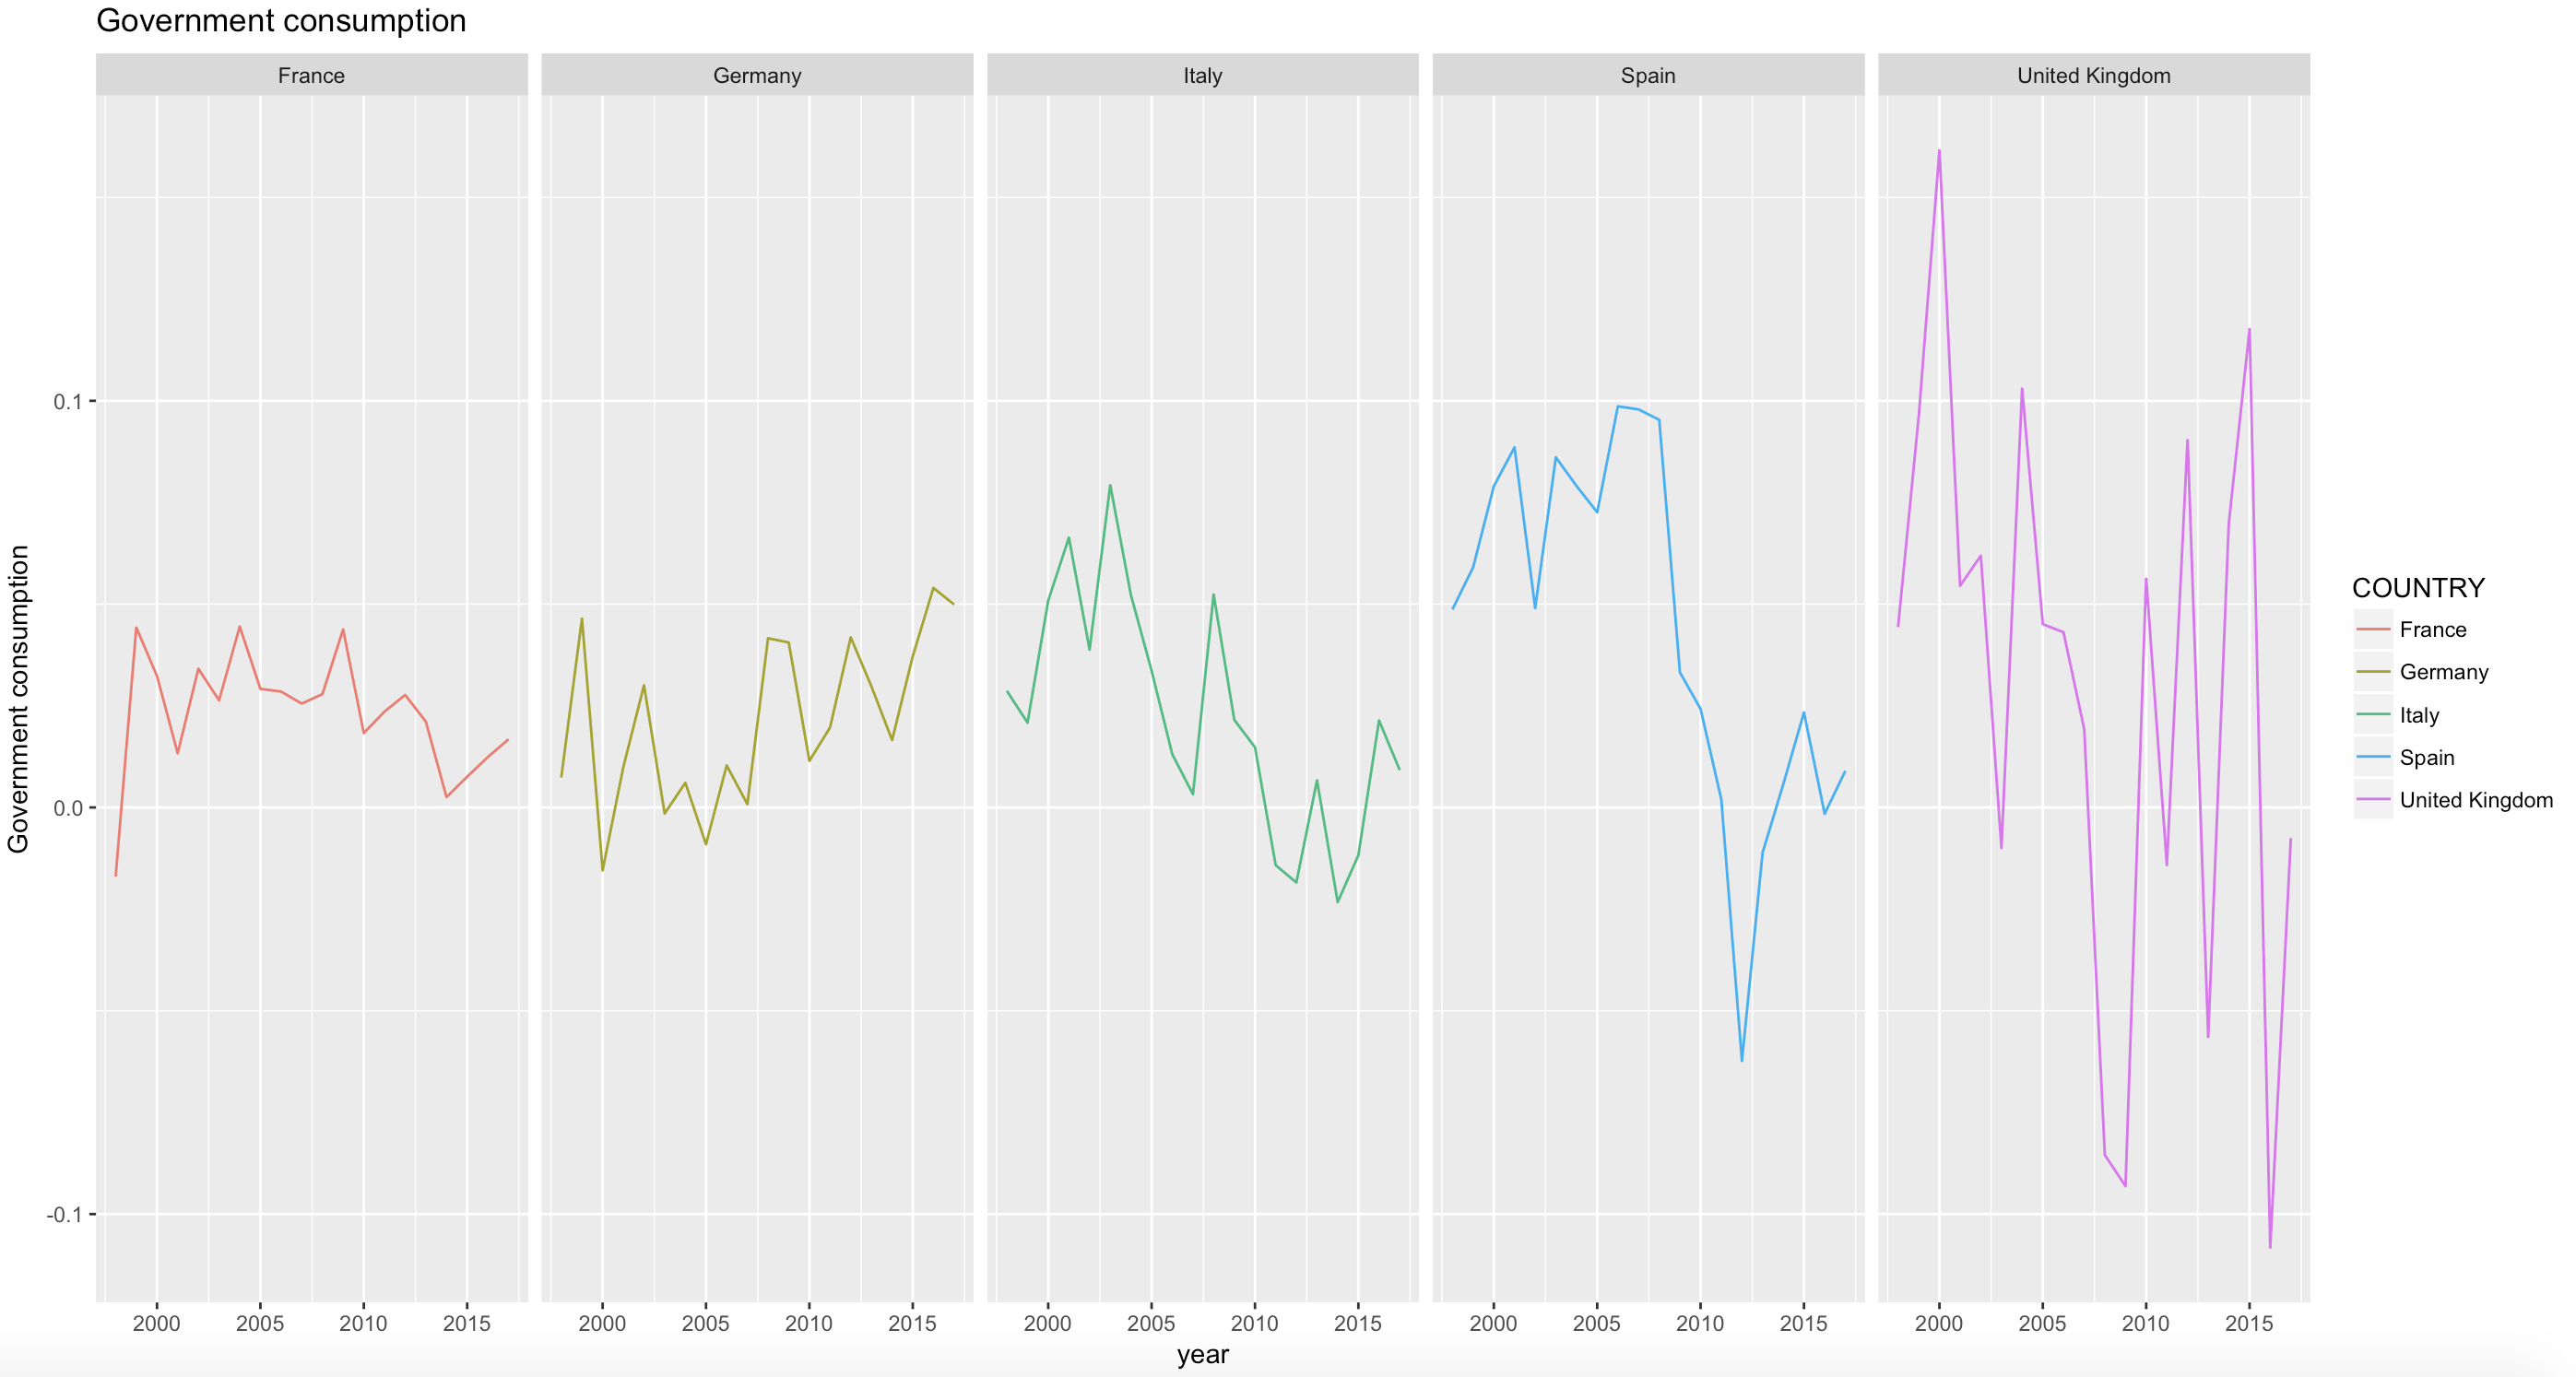 Government consumption
France Germany Italy Spain United Kingdom
Government consumption
0.1
0.0
-0.1
2000 2005 2010 2015 2000 2005 2010 2015 2000 2005 2010 2015 2000 2005 2010 2015 2000 2005 2010 2015
year
COUNTRY
France
Germany
Italy
Spain
United Kingdom